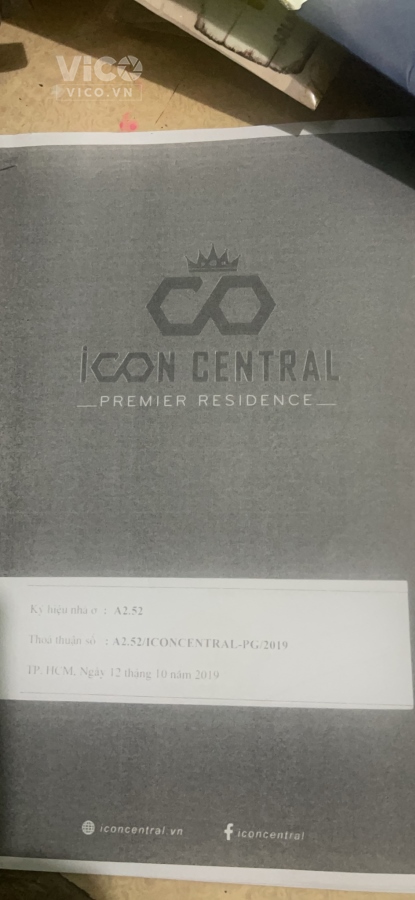 ViCO
VICO.VN
iCON CENTRAL
PREMIER RESIDENCE
Ký hiệu nhà ở : A2.52
Thoả thuận số : A2.52/ICONCENTRAL-PG/2019
TP. HCM, Ngày 12 tháng 10 năm 2019
iconcentral.vn
iconcentral